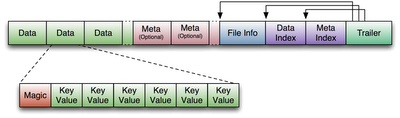 Data
Data
Data
Meta
(Optional)
Meta
(Optional)
File Info
Data
Index
Meta
Index
Trailer
Magic
Key
Value
Key
Value
Key
Value
Key
Value
Key
Value
Key
Value